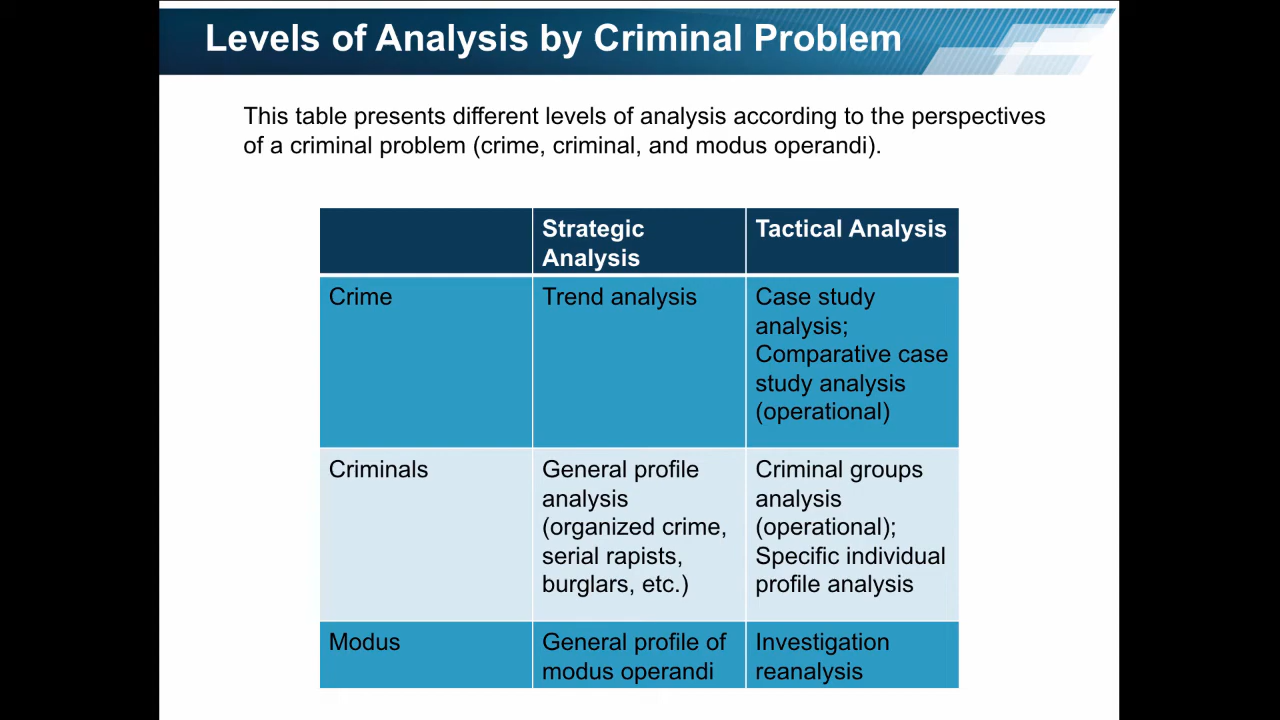 Levels of Analysis by Criminal Problem
This table presents different levels of analysis according to the perspectives
of a criminal problem (crime, criminal, and modus operandi).
Strategic
Analysis
Tactical Analysis
Crime
Trend analysis
Case study
analysis;
Comparative case
study analysis
(operational)
Criminals
General profile
analysis
(organized crime,
serial rapists,
burglars, etc.)
Criminal groups
analysis
(operational);
Specific individual
profile analysis
Modus
General profile of
modus operandi
Investigation
reanalysis